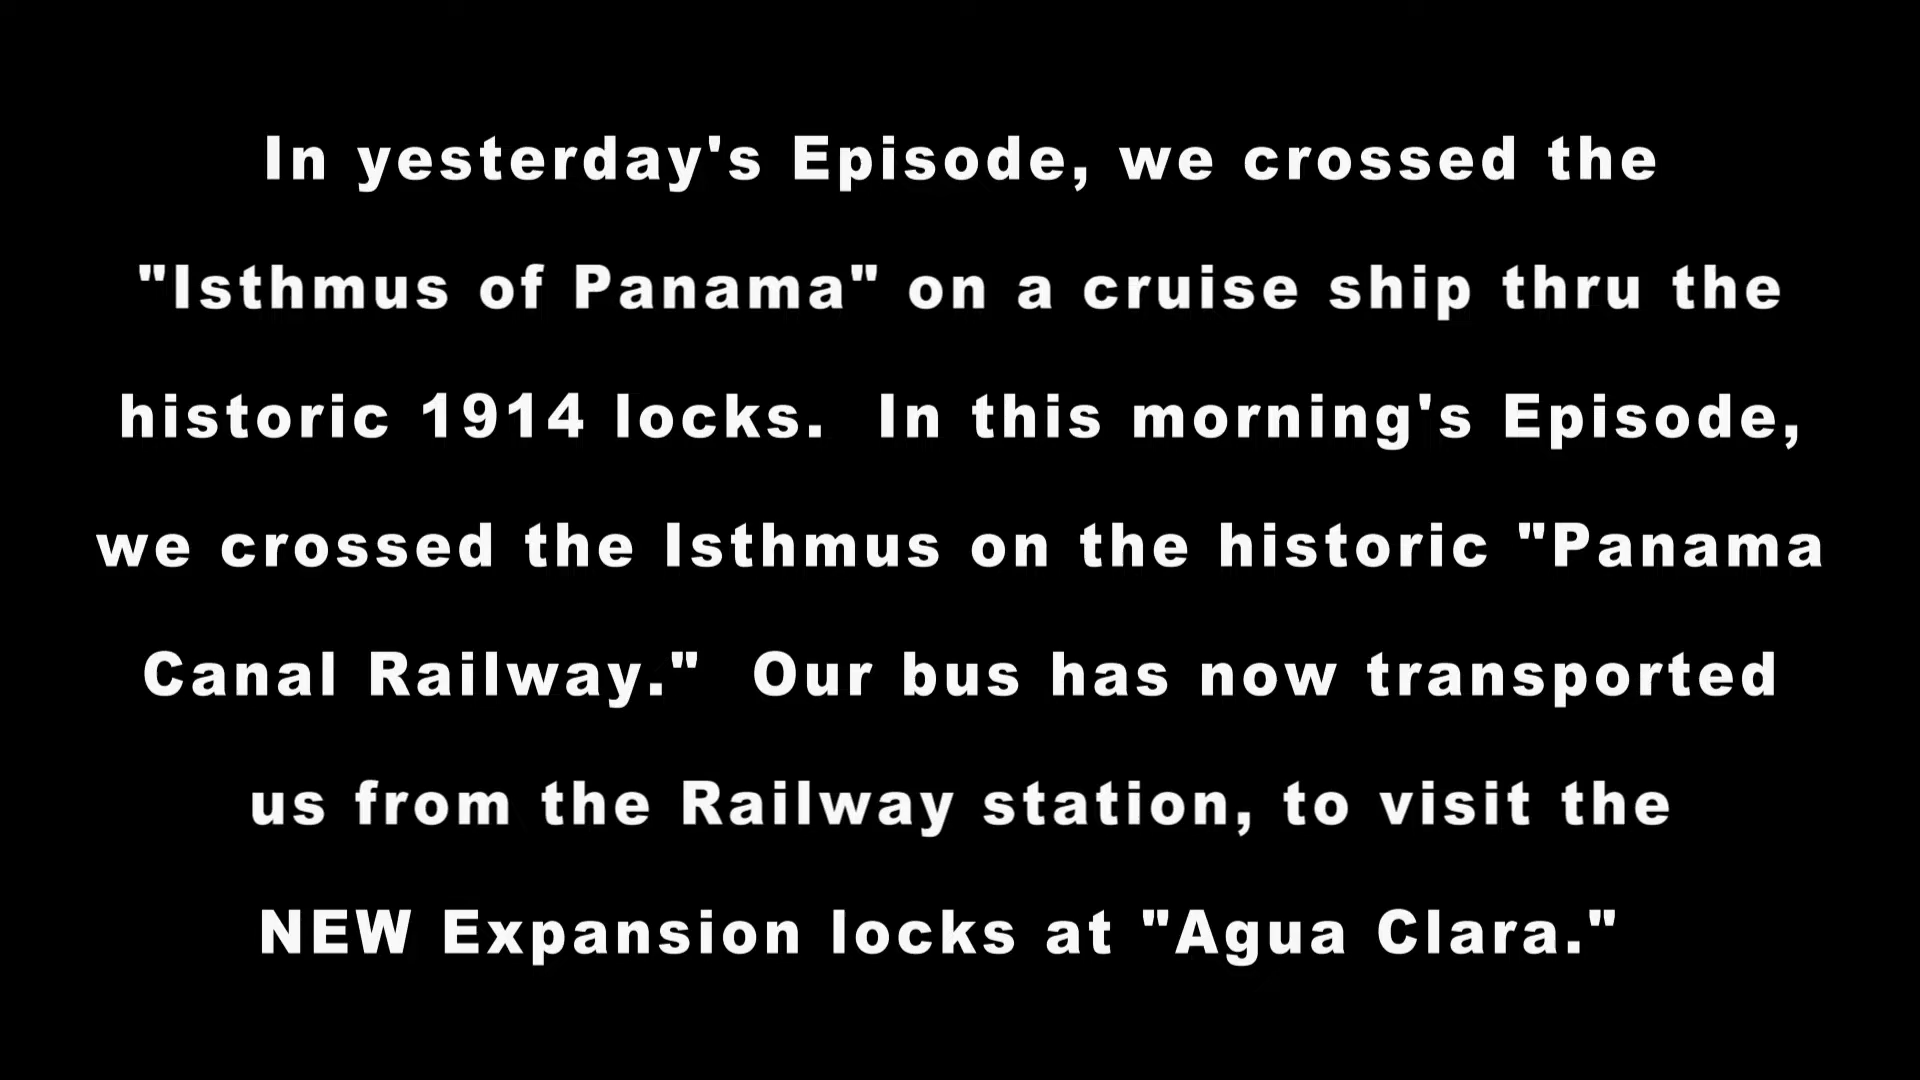 In yesterday's Episode, we crossed the
"Isthmus of Panama" on a cruise ship thru the
historic 1914 locks.  In this morning's Episode,
we crossed the Isthmus on the historic "Panama
Canal Railway."  Our bus has now transported
us from the Railway station, to visit the
NEW Expansion locks at "Agua Clara."